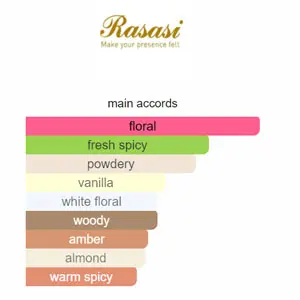 Rasasi
Make your presence felt
main accords
floral
fresh spicy
powdery
vanilla
white floral
woody
amber
almond
warm spicy